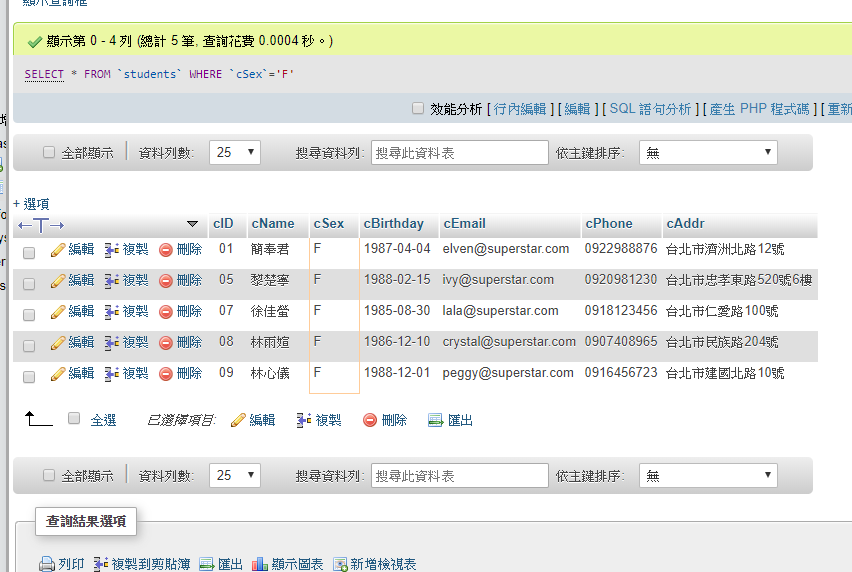 顯示查詢框
顯示第 0 - 4 列 (總計 5 筆, 查詢花費 0.0004 秒。)
SELECT * FROM `students` WHERE `cSex`='F'
效能分析 [ 行內編輯 ] [ 編輯 ] [ SQL 語句分析 ] [ 產生 PHP 程式碼 ] [ 重新
全部顯示 資料列數: 25 搜尋資料列: 搜尋此資料表 依主鍵排序: 無
+ 選項
←T→ cID cName cSex cBirthday cEmail cPhone cAddr
編輯 複製 刪除 01 簡奉君 F 1987-04-04 elven@superstar.com 0922988876 台北市濟洲北路12號
編輯 複製 刪除 05 黎楚寧 F 1988-02-15 ivy@superstar.com 0920981230 台北市忠孝東路520號6樓
編輯 複製 刪除 07 徐佳螢 F 1985-08-30 lala@superstar.com 0918123456 台北市仁愛路100號
編輯 複製 刪除 08 林雨媗 F 1986-12-10 crystal@superstar.com 0907408965 台北市民族路204號
編輯 複製 刪除 09 林心儀 F 1988-12-01 peggy@superstar.com 0916456723 台北市建國北路10號
全選 已選擇項目: 編輯 複製 刪除 匯出
全部顯示 資料列數: 25 搜尋資料列: 搜尋此資料表 依主鍵排序: 無
查詢結果選項
列印 複製到剪貼簿 匯出 顯示圖表 新增檢視表